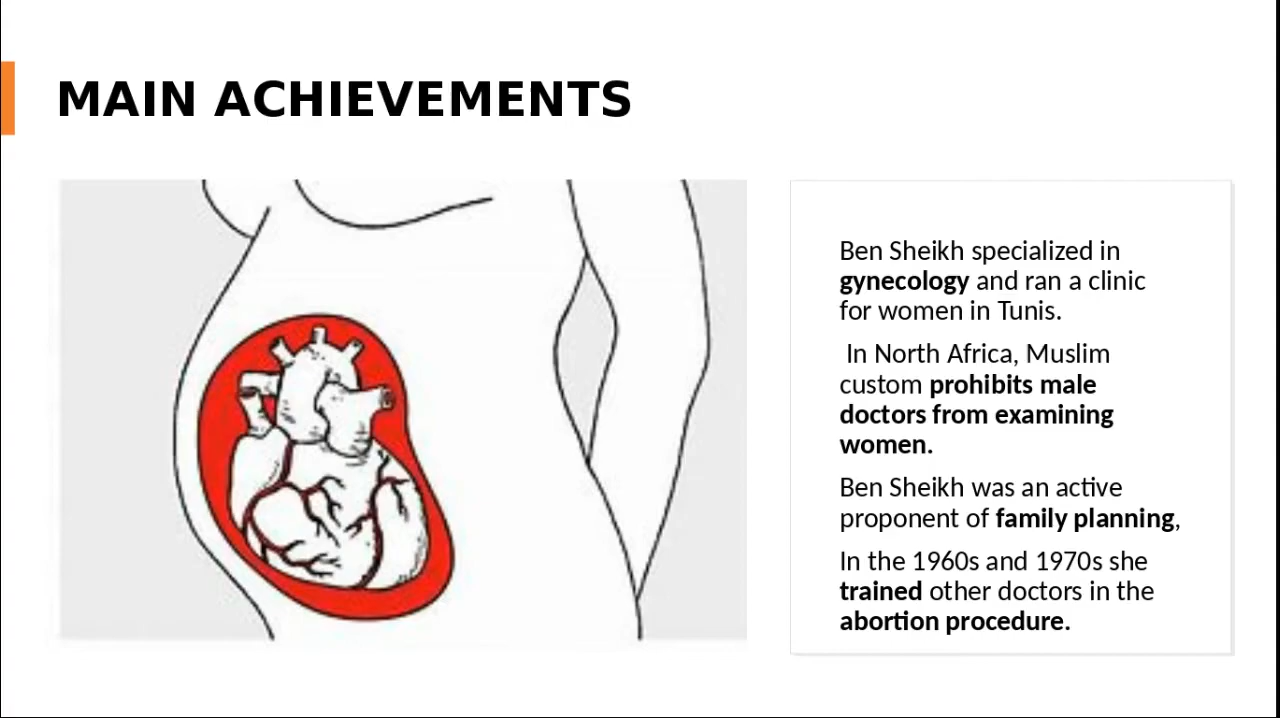 MAIN ACHIEVEMENTS
Ben Sheikh specialized in
gynecology and ran a clinic
for women in Tunis.
In North Africa, Muslim
custom prohibits male
doctors from examining
women.
Ben Sheikh was an active
proponent of family planning,
In the 1960s and 1970s she
trained other doctors in the
abortion procedure.